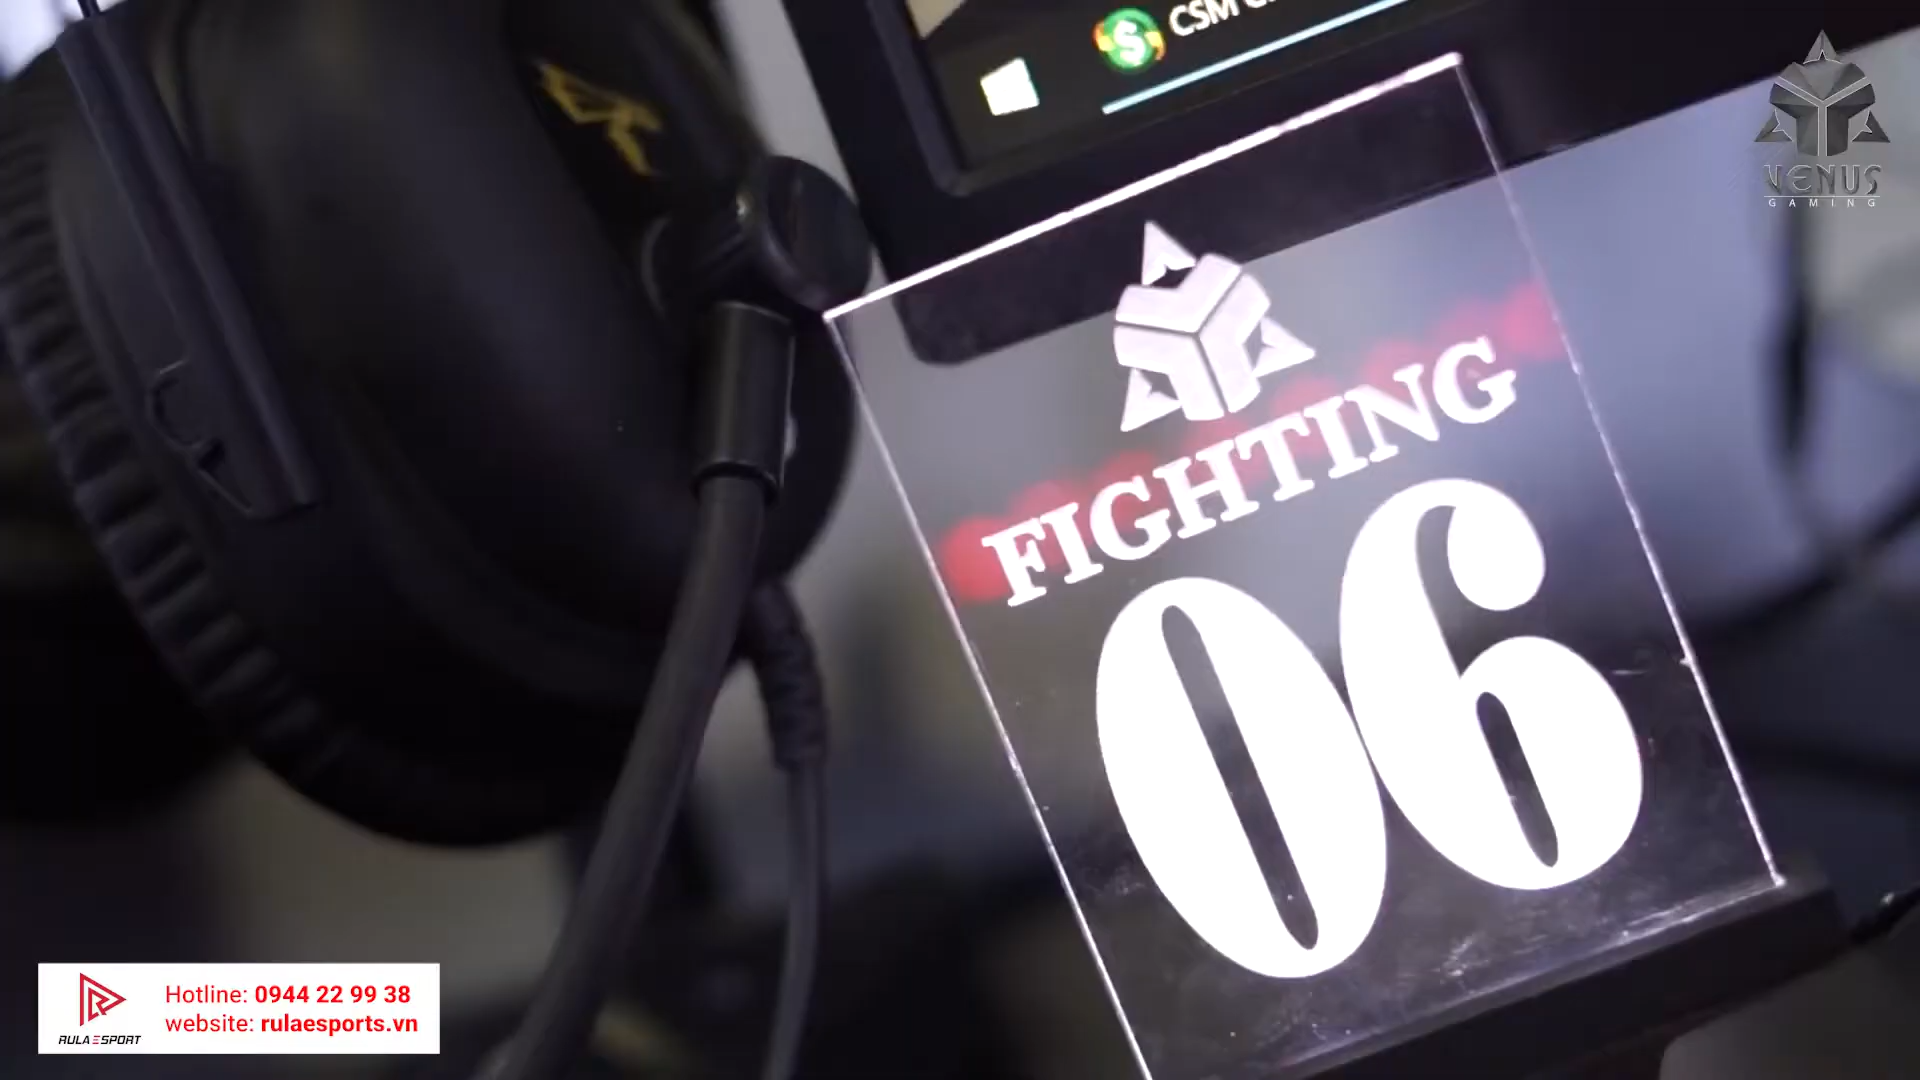 CSM
VENUS
GAMING
FIGHTING
06
Hotline: 0944 22 99 38
website: rulaesports.vn
RULA ESPORT